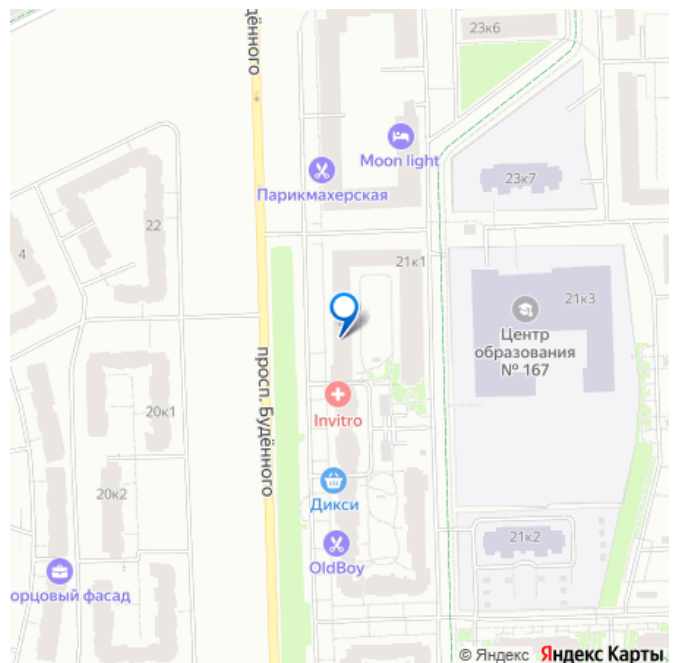 23к6
дённого
Moon light
23к7
Парикмахерская
22
4
21к1
21к3
Центр
образования
№ 167
просп. Будённого
20к1
Invitro
20к2
Дикси
21к2
OldBoy
орцовый фасад
© Яндекс Яндекс Карты